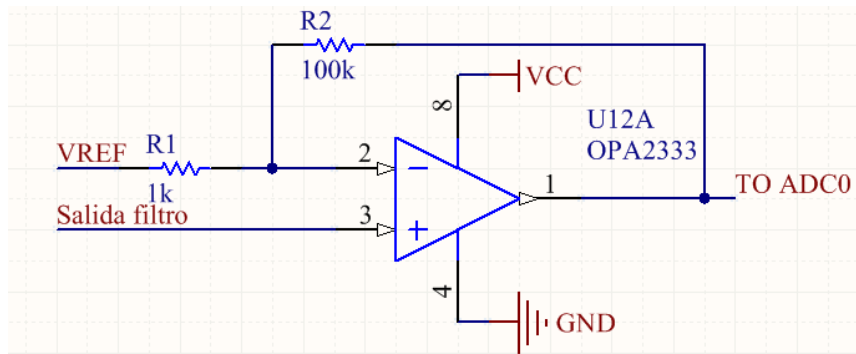 R2
100k
VCC
8
U12A
OPA2333
VREF
R1
1k
2
1
TO ADC0
Salida filtro
3
4
GND